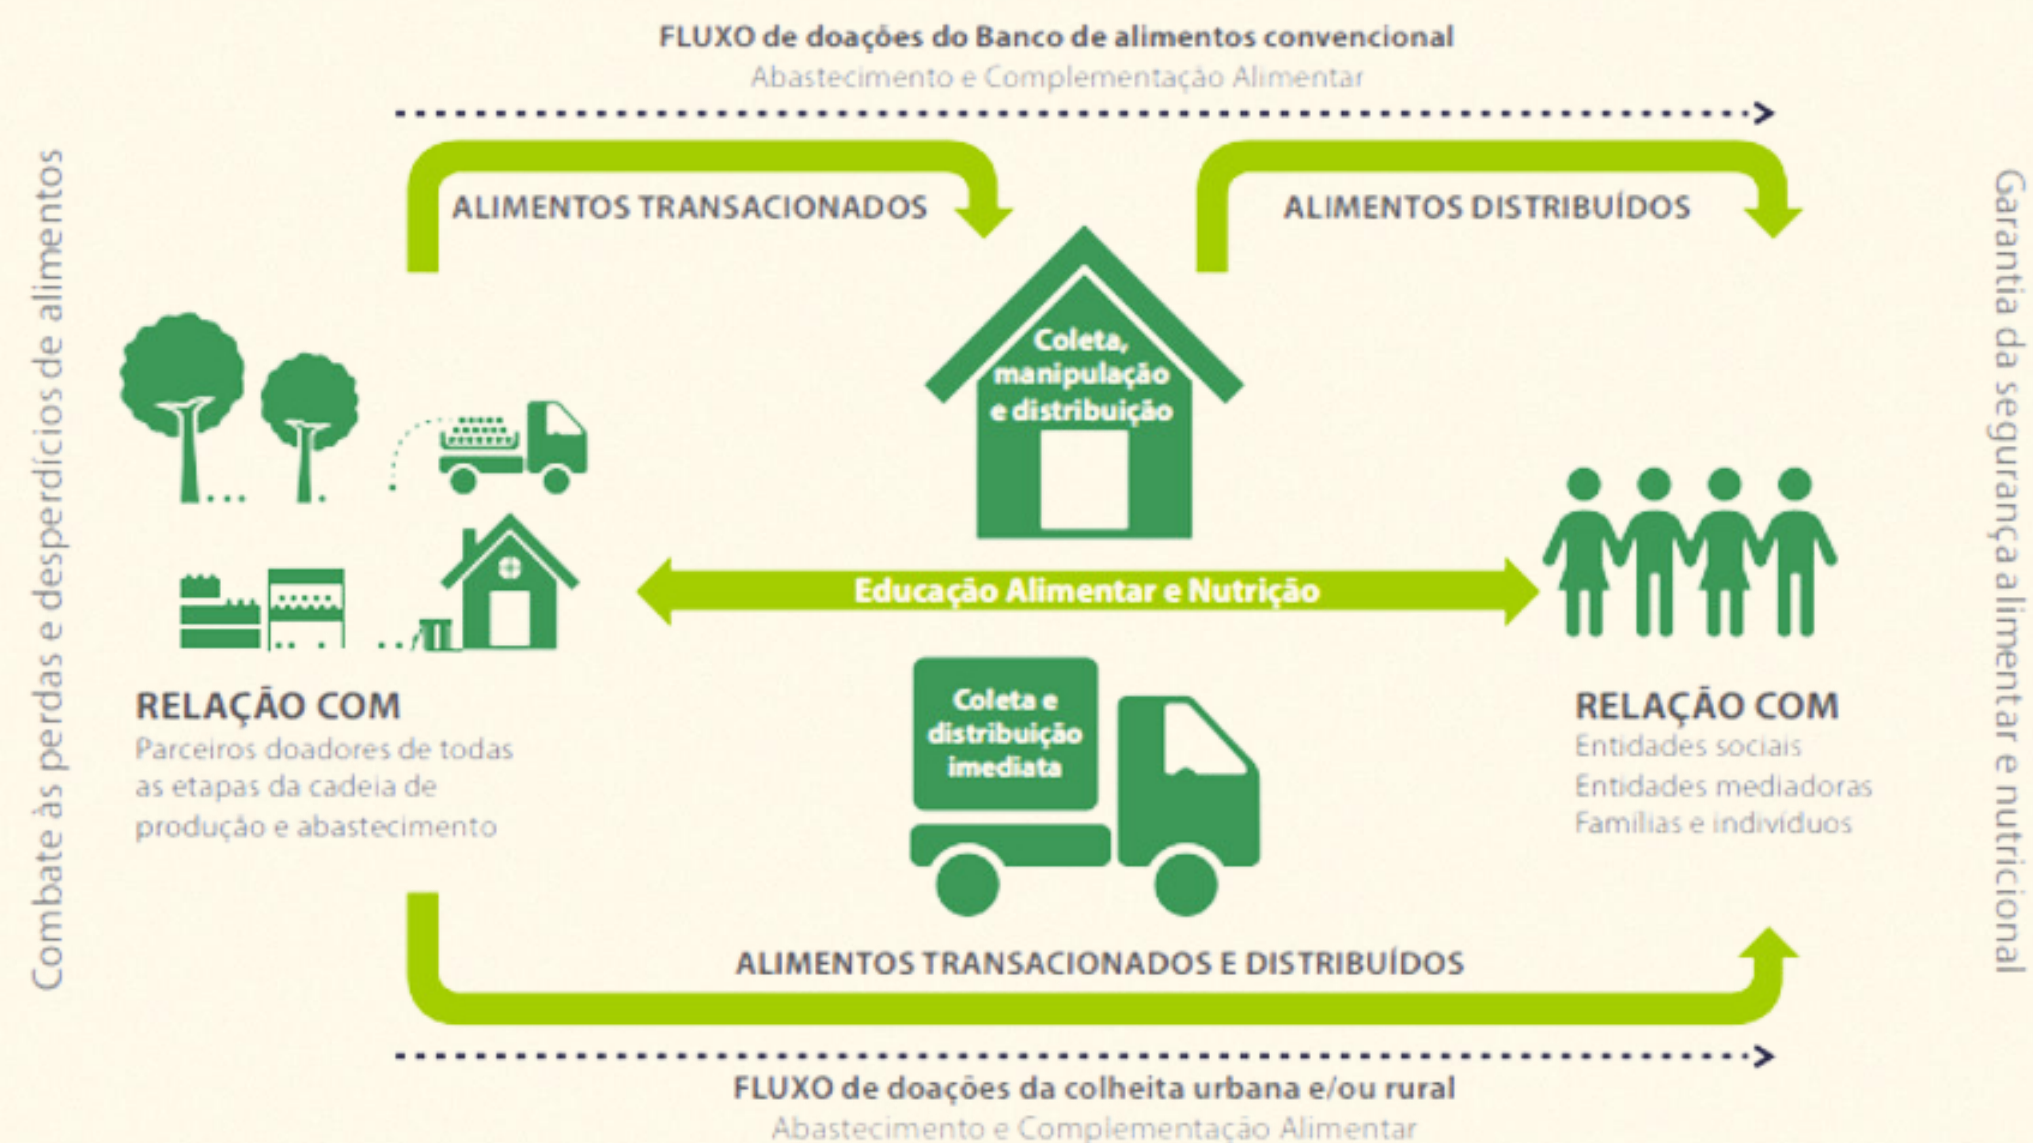 FLUXO de doações do Banco de alimentos convencional
Abastecimento e Complementação Alimentar
ALIMENTOS TRANSACIONADOS
ALIMENTOS DISTRIBUÍDOS
Combate às perdas e desperdícios de alimentos
Coleta,
manipulação
e distribuição
Educação Alimentar e Nutrição
RELAÇÃO COM
Parceiros doadores de todas
as etapas da cadeia de
produção e abastecimento
Coleta e
distribuição
imediata
RELAÇÃO COM
Entidades sociais
Entidades mediadoras
Famílias e indivíduos
Garantia da segurança alimentar e nutricional
ALIMENTOS TRANSACIONADOS E DISTRIBUÍDOS
FLUXO de doações da colheita urbana e/ou rural
Abastecimento e Complementação Alimentar